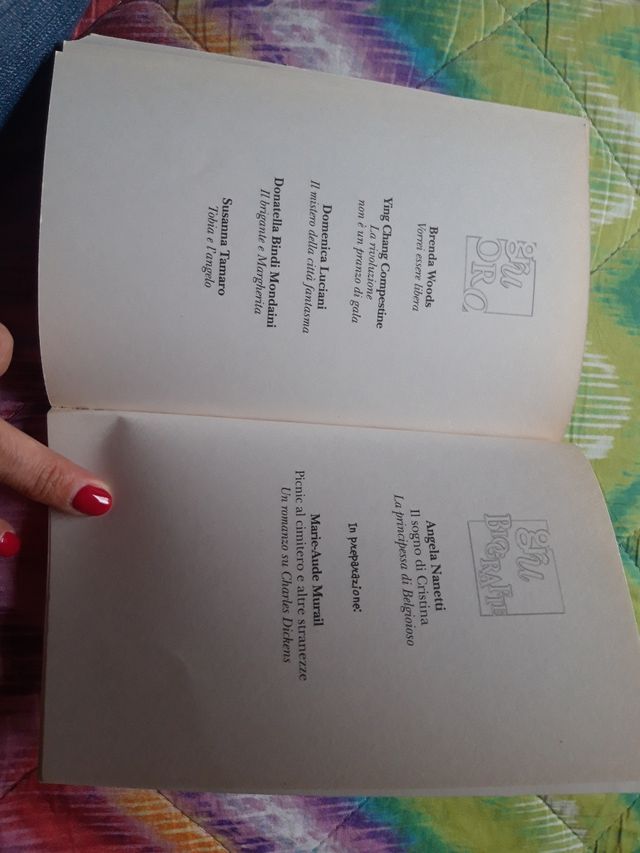 gru
ORO
Brenda Woods
Vorrei essere libera
Ying Chang Compestine
La rivoluzione
non è un pranzo di gala
Domenica Luciani
Il mistero della città fantasma
Donatella Bindi Mondaini
Il brigante e Margherita
Susanna Tamaro
Tobia e l'angelo
gru
BIOGRAFIE
Angela Nanetti
Il sogno di Cristina
La principessa di Belgioioso
In preparazione:
Marie-Aude Murail
Picnic al cimitero e altre stranezze
Un romanzo su Charles Dickens